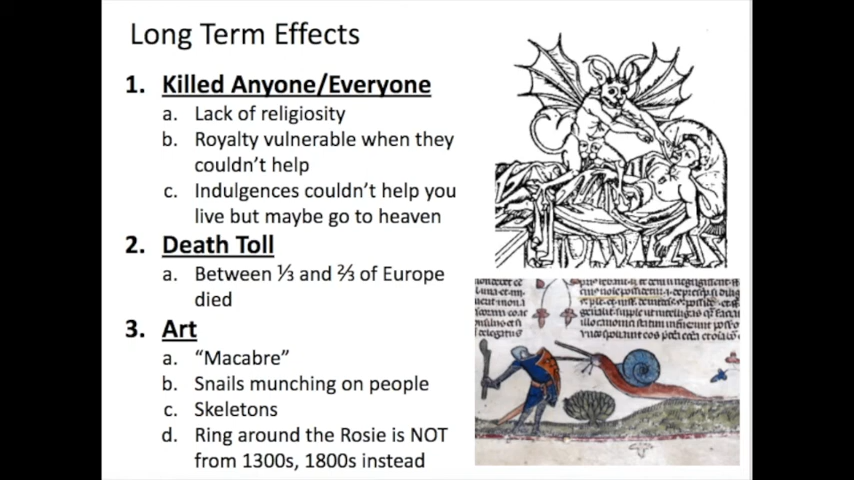 Long Term Effects
1. Killed Anyone/Everyone
a. Lack of religiosity
b. Royalty vulnerable when they
couldn't help
c. Indulgences couldn't help you
live but maybe go to heaven
2. Death Toll
a. Between ⅓ and ⅔ of Europe
died
3. Art
a. “Macabre”
b. Snails munching on people
c. Skeletons
d. Ring around the Rosie is NOT
from 1300s, 1800s instead